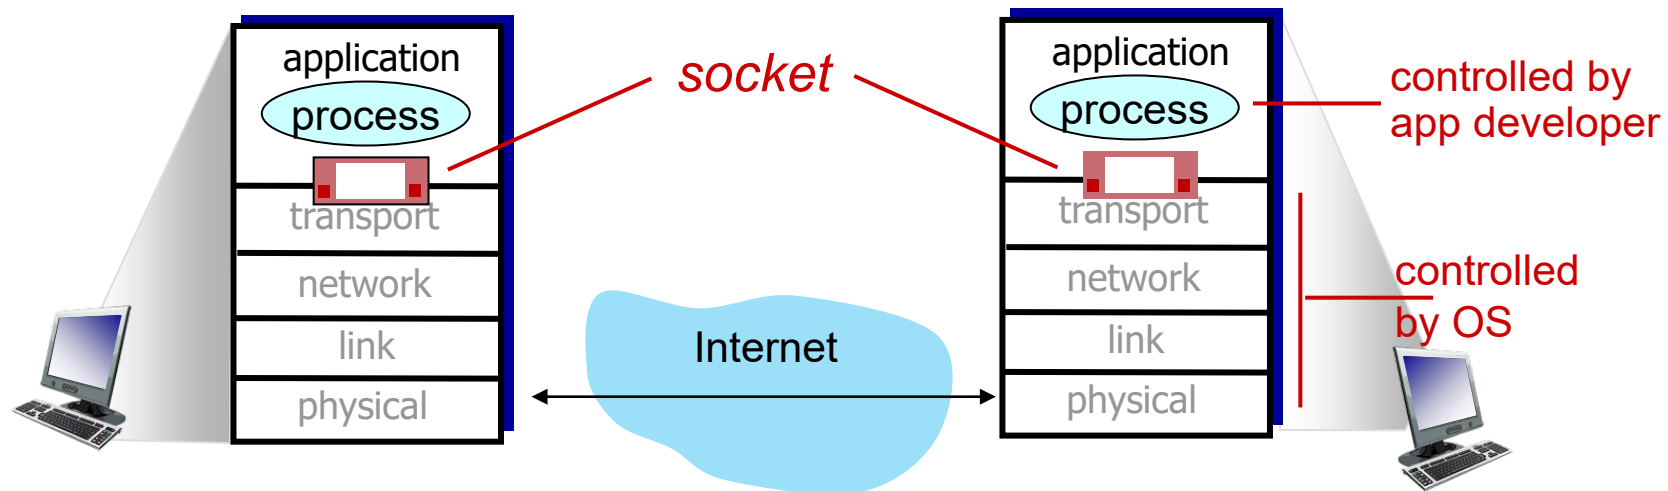 application
process
transport
network
link
physical
socket
Internet
application
process
transport
network
link
physical
controlled by
app developer
controlled
by OS